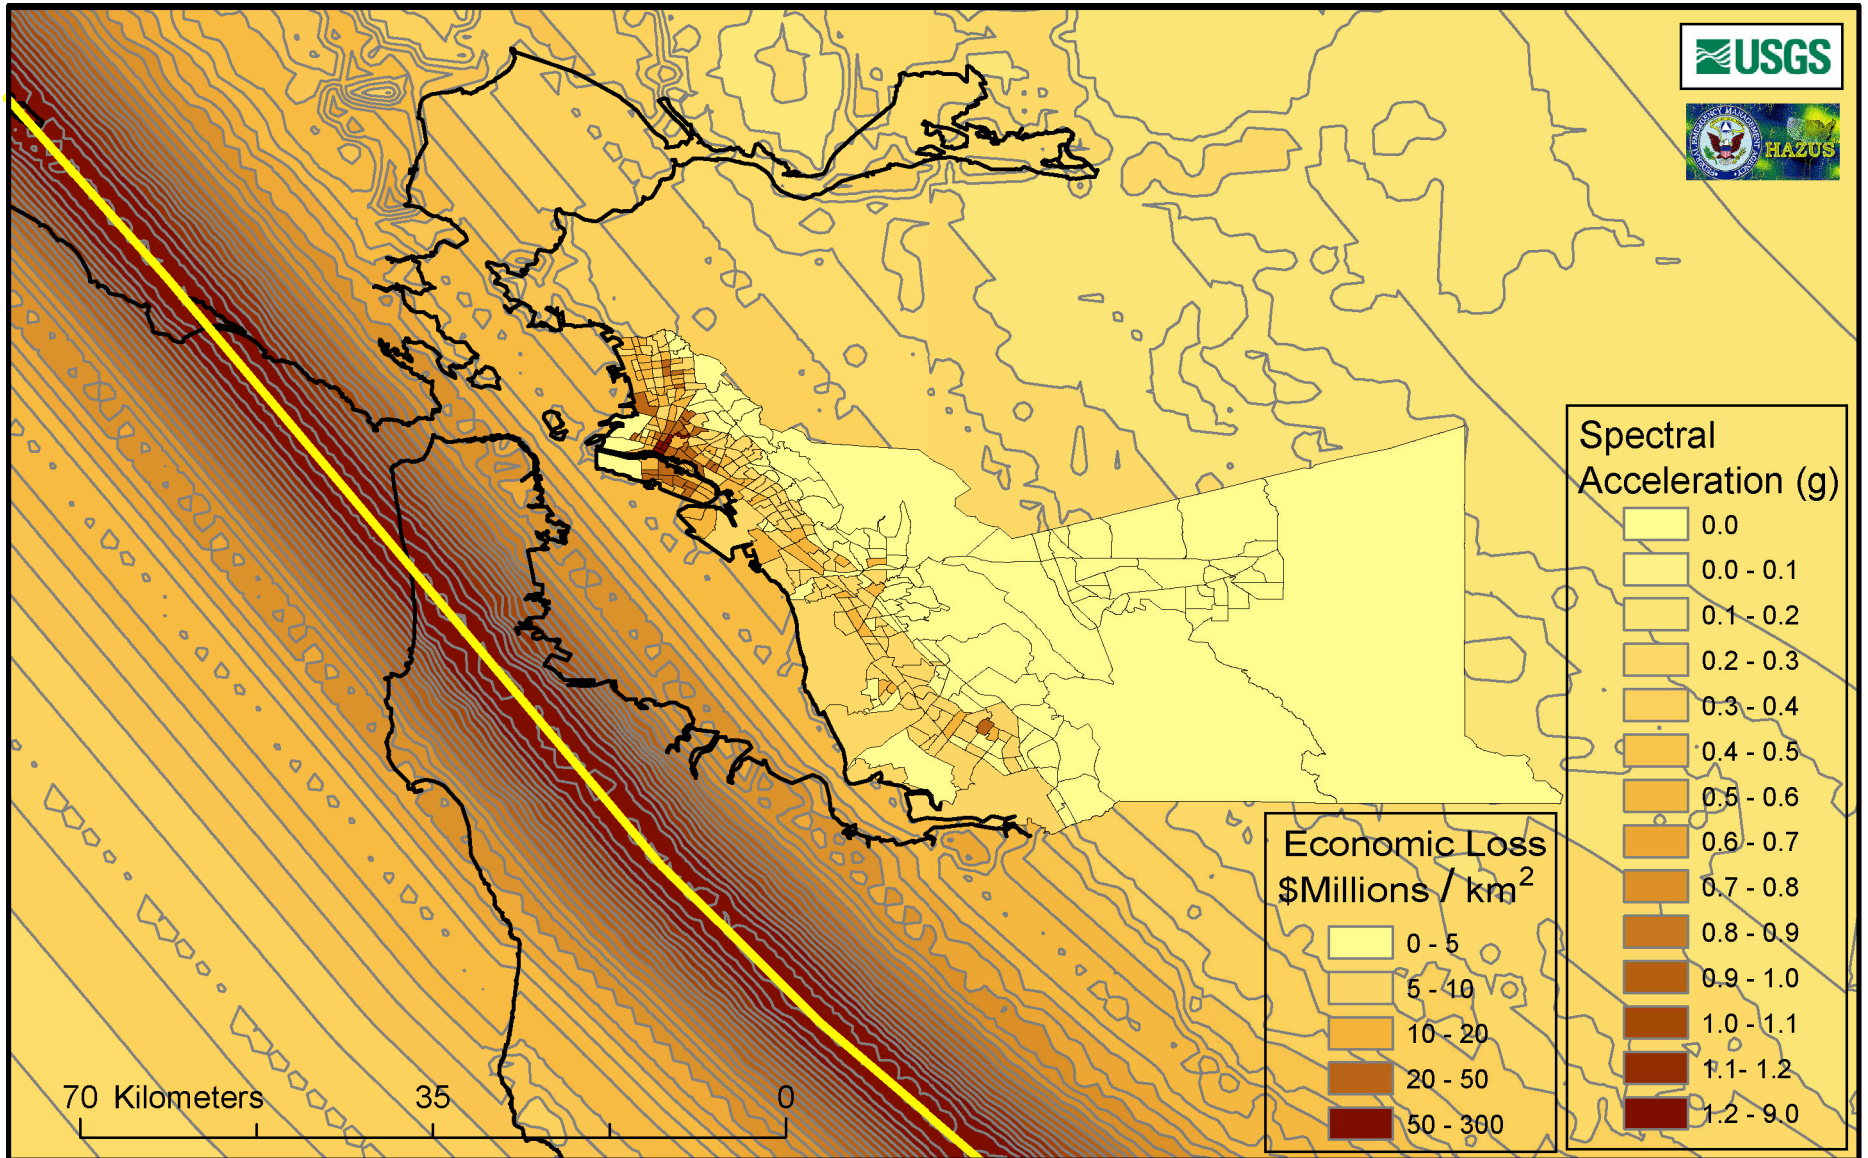 USGS
FEDERAL EMERGENCY MANAGEMENT AGENCY
HAZUS
Spectral
Acceleration (g)
0.0
0.0 - 0.1
0.1 - 0.2
0.2 - 0.3
0.3 - 0.4
0.4 - 0.5
0.5 - 0.6
0.6 - 0.7
0.7 - 0.8
0.8 - 0.9
0.9 - 1.0
1.0 - 1.1
1.1- 1.2
1.2 - 9.0
Economic Loss
$Millions / km²
0 - 5
5 - 10
10 - 20
20 - 50
50 - 300
70 Kilometers 35 0